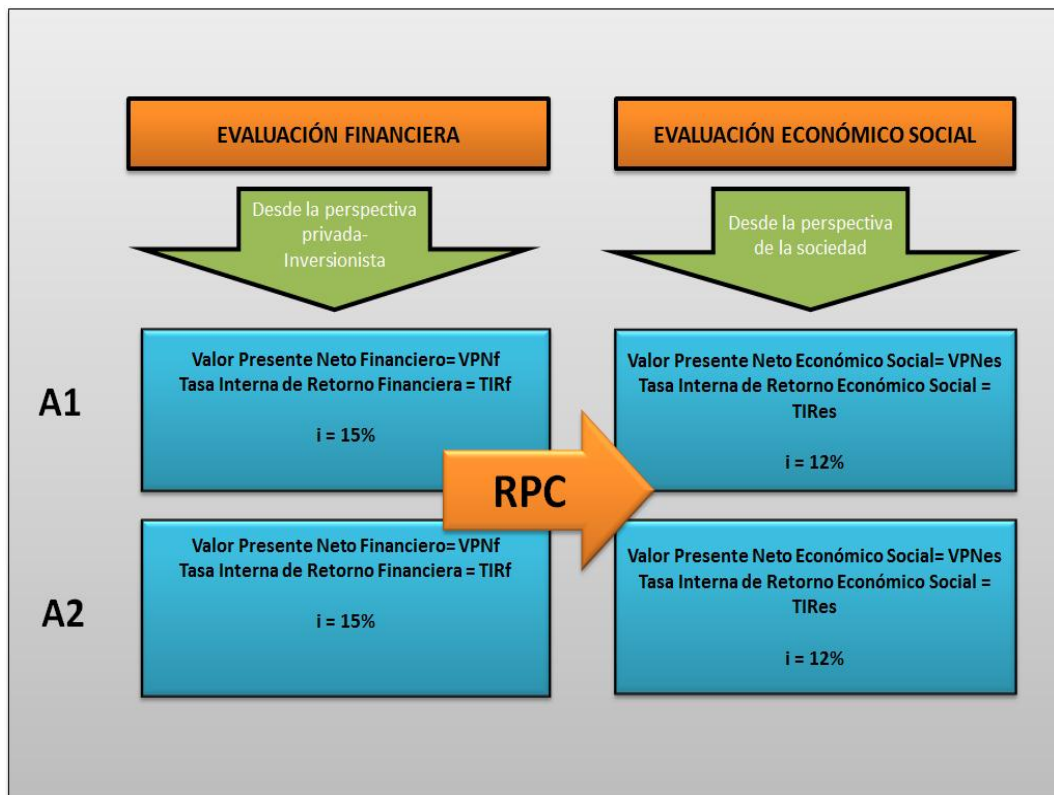 EVALUACIÓN FINANCIERA
EVALUACIÓN ECONÓMICO SOCIAL
Desde la perspectiva
privada-
Inversionista
Desde la perspectiva
de la sociedad
A1
Valor Presente Neto Financiero= VPNf
Tasa Interna de Retorno Financiera = TIRf
i = 15%
Valor Presente Neto Económico Social= VPNes
Tasa Interna de Retorno Económico Social =
TIRes
i = 12%
RPC
A2
Valor Presente Neto Financiero= VPNf
Tasa Interna de Retorno Financiera = TIRf
i = 15%
Valor Presente Neto Económico Social= VPNes
Tasa Interna de Retorno Económico Social =
TIRes
i = 12%